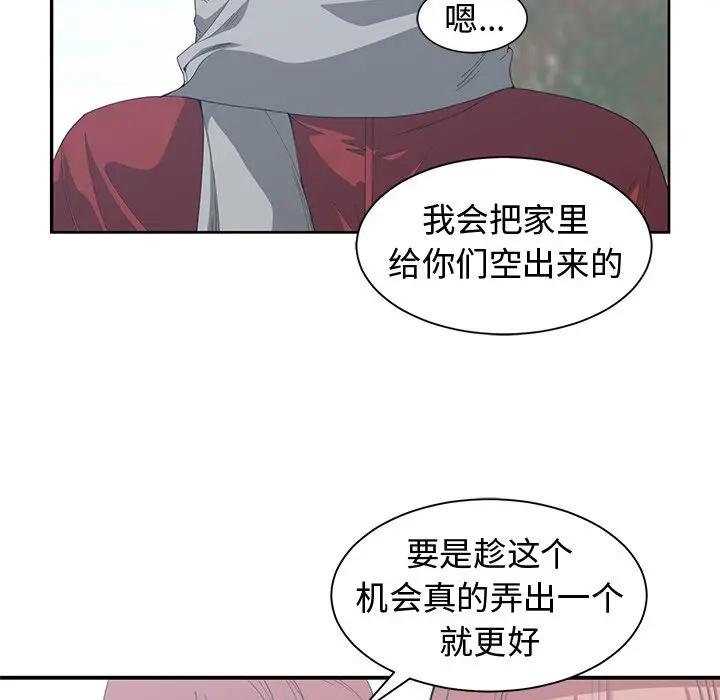 嗯...
我会把家里
给你们空出来的
要是趁这个
机会真的弄出一个
就更好